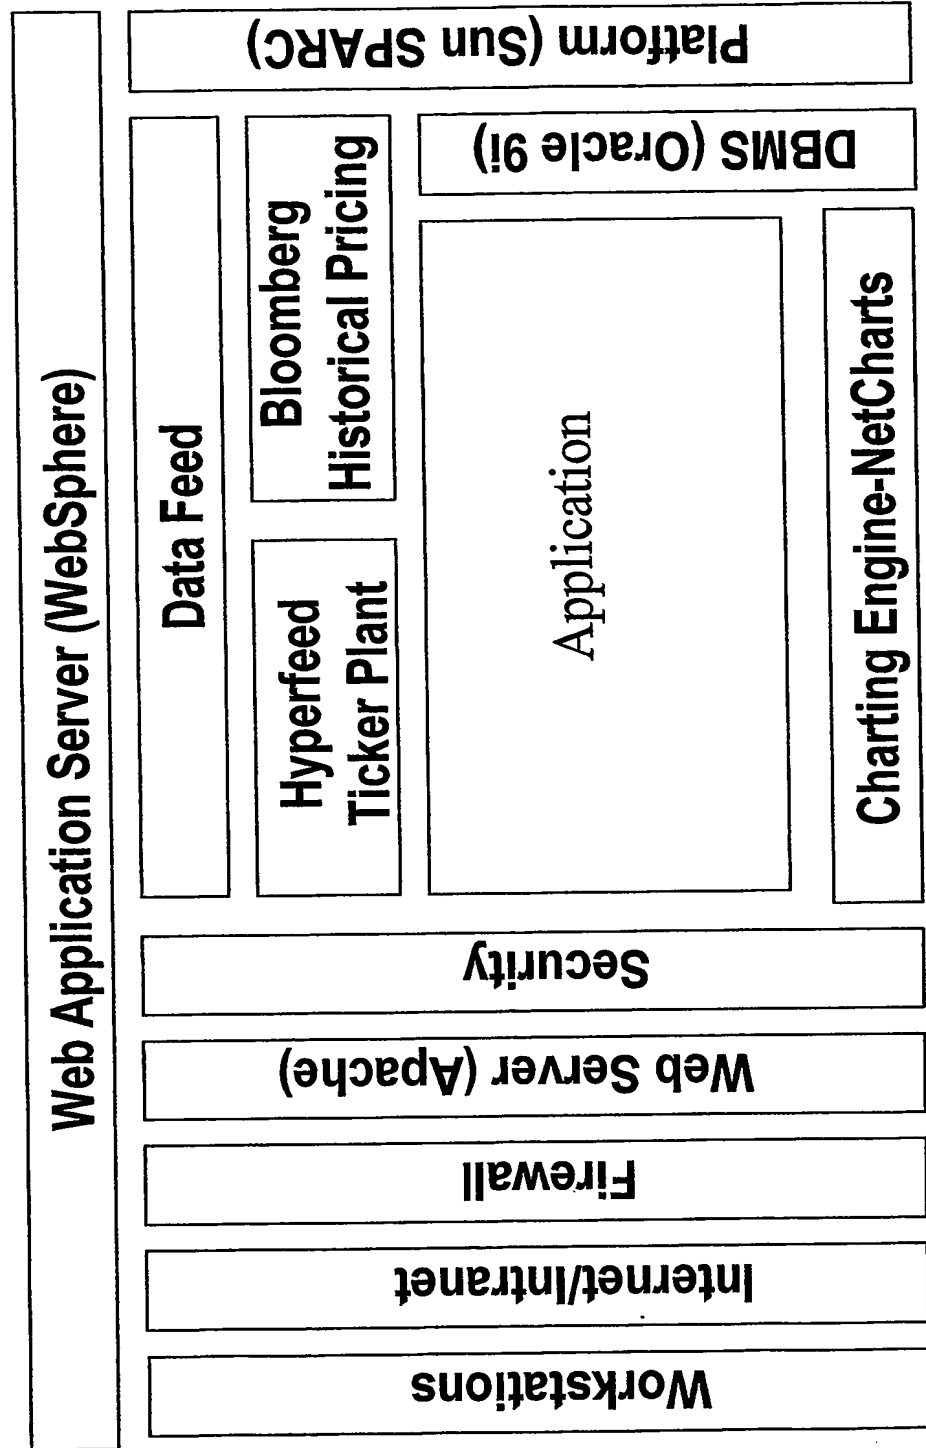 Web Application Server (WebSphere)
Workstations
Internet/Intranet
Firewall
Web Server (Apache)
Security
Data Feed
Hyperfeed
Ticker Plant
Bloomberg
Historical Pricing
Application
Charting Engine-NetCharts
DBMS (Oracle 9i)
Platform (Sun SPARC)